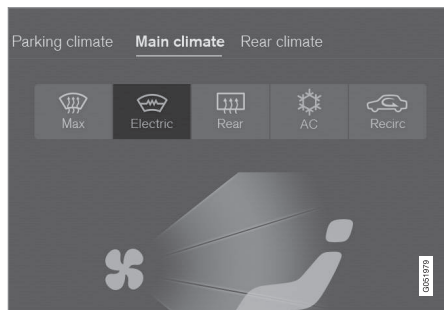 Parking climate Main climate Rear climate
Max Electric Rear AC Recirc
G051979